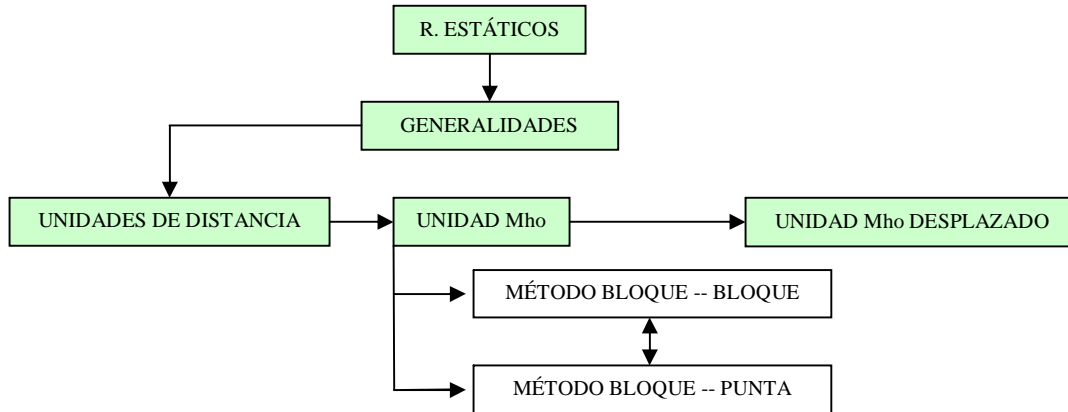 R. ESTÁTICOS
GENERALIDADES
UNIDADES DE DISTANCIA
UNIDAD Mho
UNIDAD Mho DESPLAZADO
MÉTODO BLOQUE -- BLOQUE
MÉTODO BLOQUE -- PUNTA